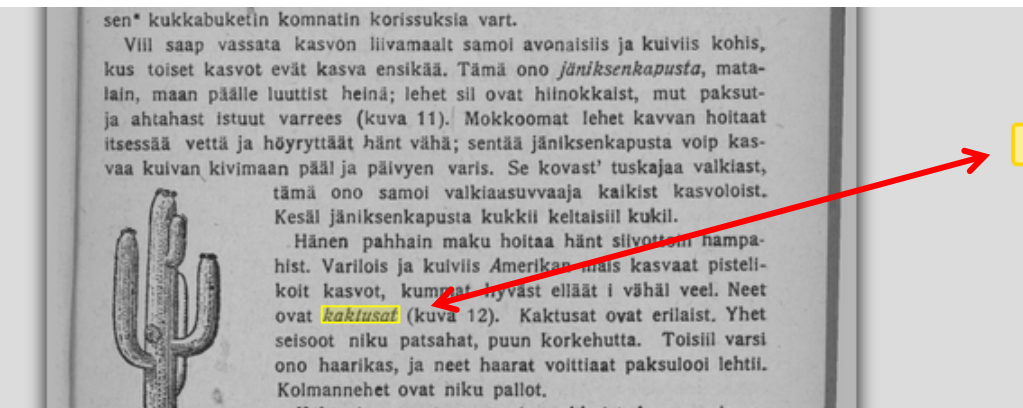 sen" kukkabuketin komnatin korissuksia vart.
Viil saap vassata kasvon liivamaalt samoi avonaisiis ja kuiviis kohis,
kus toiset kasvot evät kasva ensikää. Tämä ono jäniksenkapusta, mata-
lain, maan päälle luuttist heinä; lehet sil ovat hiinokkaist, mut paksut-
ja ahtahast istuut varrees (kuva 11). Mokkoomat lehet kavvan hoitaat
itsessää vettä ja höyryttäät hänt vähä; sentää jäniksenkapusta voip kas-
vaa kuivan kivimaan pääl ja päivyen varis. Se kovast' tuskajaa valkiast,
tämä ono samoi valkiaasuvvaaja kaikist kasvoloist.
Kesäl jäniksenkapusta kukkii keltaisiil kukil.
Hänen pahhain maku hoitaa hänt siivottoin hampa-
hist. Varilois ja kuiviis Amerikan mais kasvaat pisteli-
koit kasvot, kummat hyväst elläät i vähäl veel. Neet
ovat kaktusat (kuva 12). Kaktusat ovat erilaist. Yhet
seisoot niku patsahat, puun korkehutta. Toisiil varsi
ono haarikas, ja neet haarat voittiaat paksulooi lehtii.
Kolmannehet ovat niku pallot.